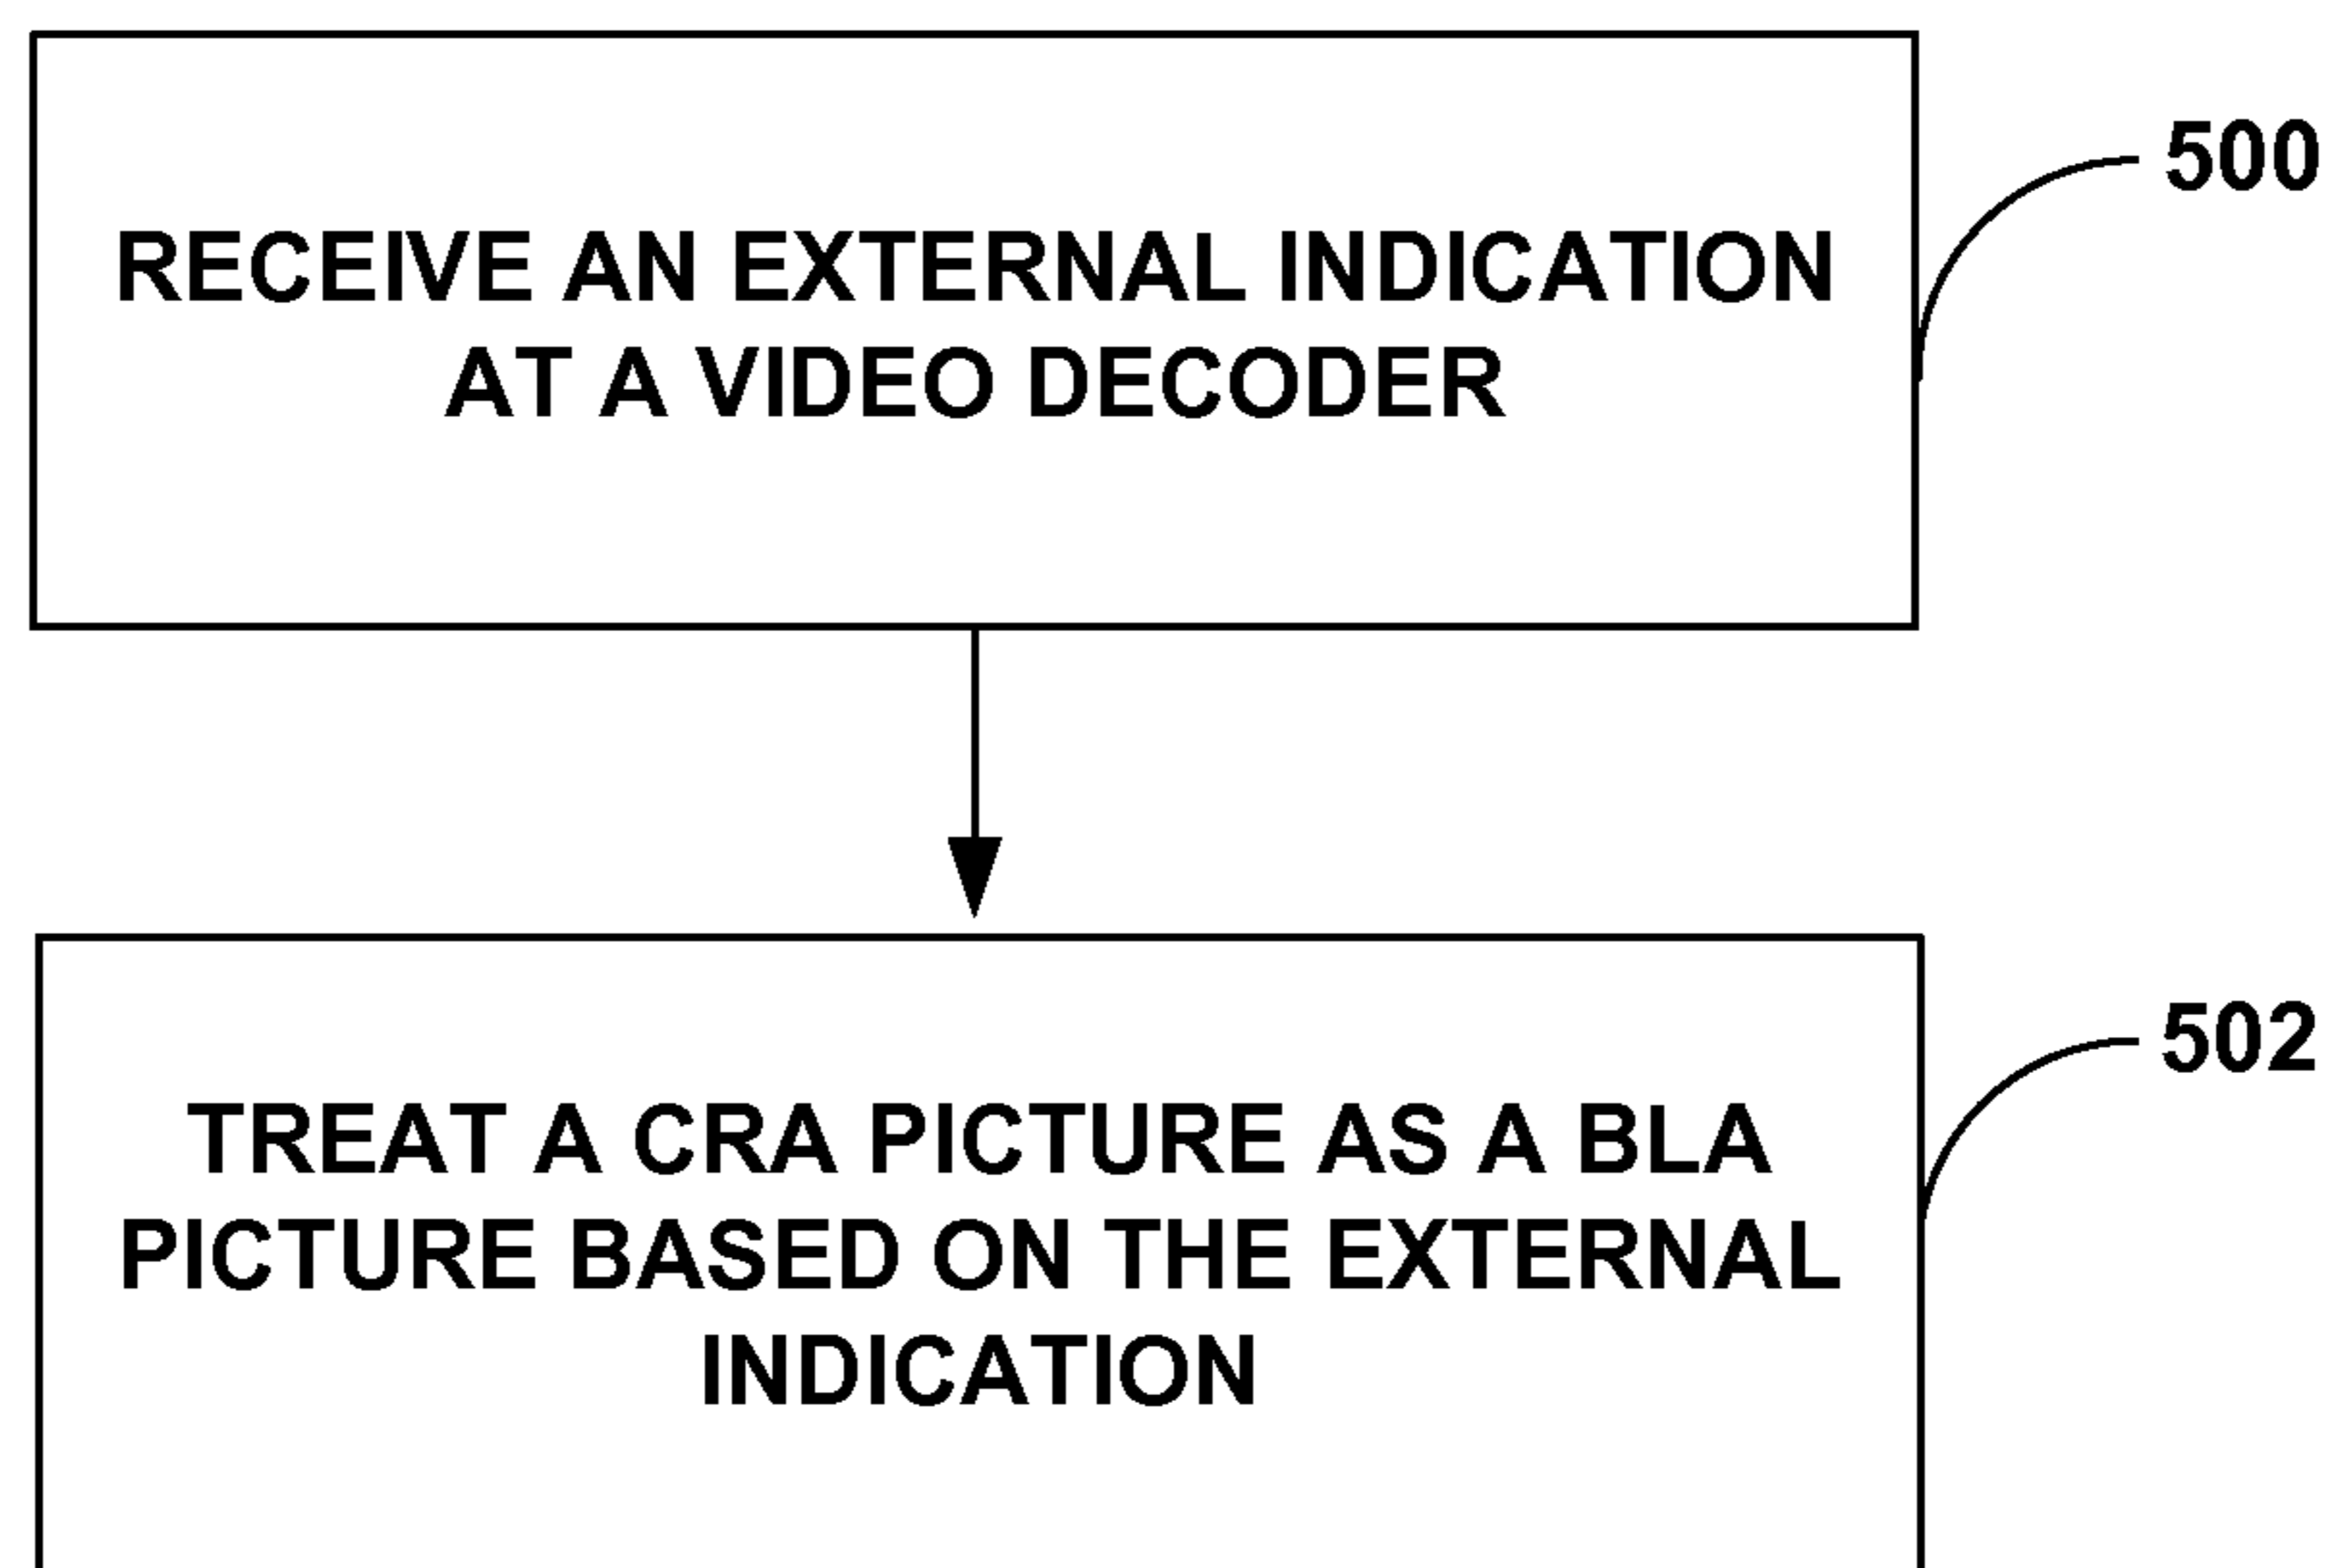 500
RECEIVE AN EXTERNAL INDICATION
AT A VIDEO DECODER
502
TREAT A CRA PICTURE AS A BLA
PICTURE BASED ON THE EXTERNAL
INDICATION